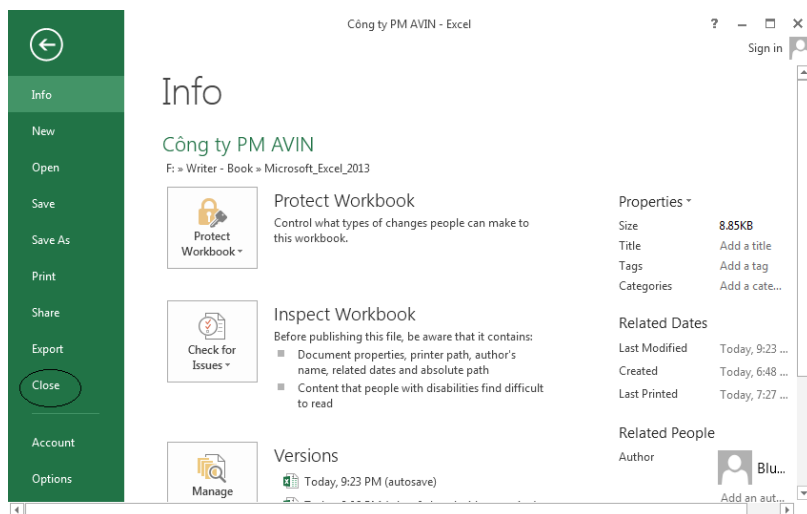 Công ty PM AVIN - Excel
?
Sign in
Info
New
Open
Save
Save As
Print
Share
Export
Close
Account
Options
Info
Công ty PM AVIN
F: » Writer - Book » Microsoft_Excel_2013
Protect
Workbook
Protect Workbook
Control what types of changes people can make to
this workbook.
Check for
Issues
Inspect Workbook
Before publishing this file, be aware that it contains:
Document properties, printer path, author's
name, related dates and absolute path
Content that people with disabilities find difficult
to read
Manage
Versions
Today, 9:23 PM (autosave)
Properties
Size 8.85KB
Title Add a title
Tags Add a tag
Categories Add a cate...
Related Dates
Last Modified Today, 9:23 ...
Created Today, 6:48 ...
Last Printed Today, 7:27 ...
Related People
Author
Blu...
Add an aut...